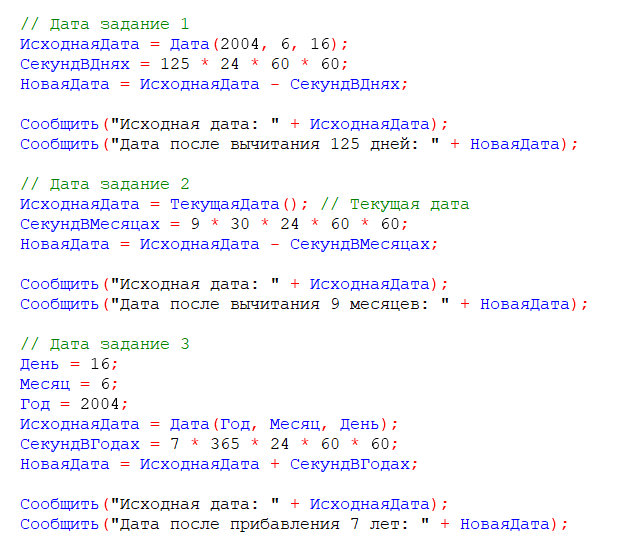 // Дата задание 1
ИсходнаяДата = Дата(2004, 6, 16);
СекундВДнях = 125 * 24 * 60 * 60;
НоваяДата = ИсходнаяДата - СекундВДнях;
Сообщить("Исходная дата: " + ИсходнаяДата);
Сообщить("Дата после вычитания 125 дней: " + НоваяДата);
// Дата задание 2
ИсходнаяДата = ТекущаяДата(); // Текущая дата
СекундВМесяцах = 9 * 30 * 24 * 60 * 60;
НоваяДата = ИсходнаяДата - СекундВМесяцах;
Сообщить("Исходная дата: " + ИсходнаяДата);
Сообщить("Дата после вычитания 9 месяцев: " + НоваяДата);
// Дата задание 3
День = 16;
Месяц = 6;
Год = 2004;
ИсходнаяДата = Дата(Год, Месяц, День);
СекундВГодах = 7 * 365 * 24 * 60 * 60;
НоваяДата = ИсходнаяДата + СекундВГодах;
Сообщить("Исходная дата: " + ИсходнаяДата);
Сообщить("Дата после прибавления 7 лет: " + НоваяДата);